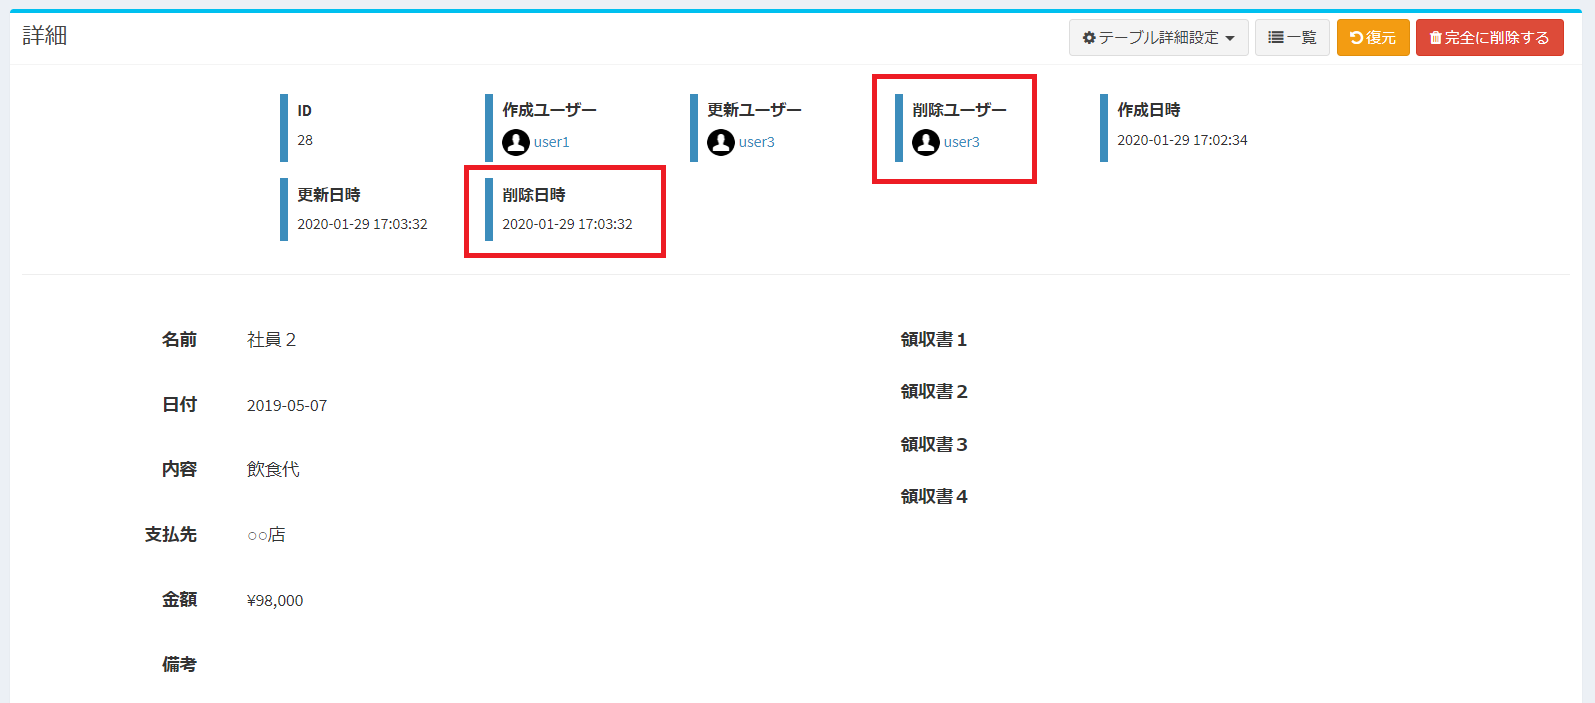 詳細
テーブル詳細設定
一覧
復元
完全に削除する
ID
28
作成ユーザー
user1
更新ユーザー
user3
削除ユーザー
user3
作成日時
2020-01-29 17:02:34
更新日時
2020-01-29 17:03:32
削除日時
2020-01-29 17:03:32
名前 社員２
日付 2019-05-07
内容 飲食代
支払先 ○○店
金額 ¥98,000
備考
領収書１
領収書２
領収書３
領収書４